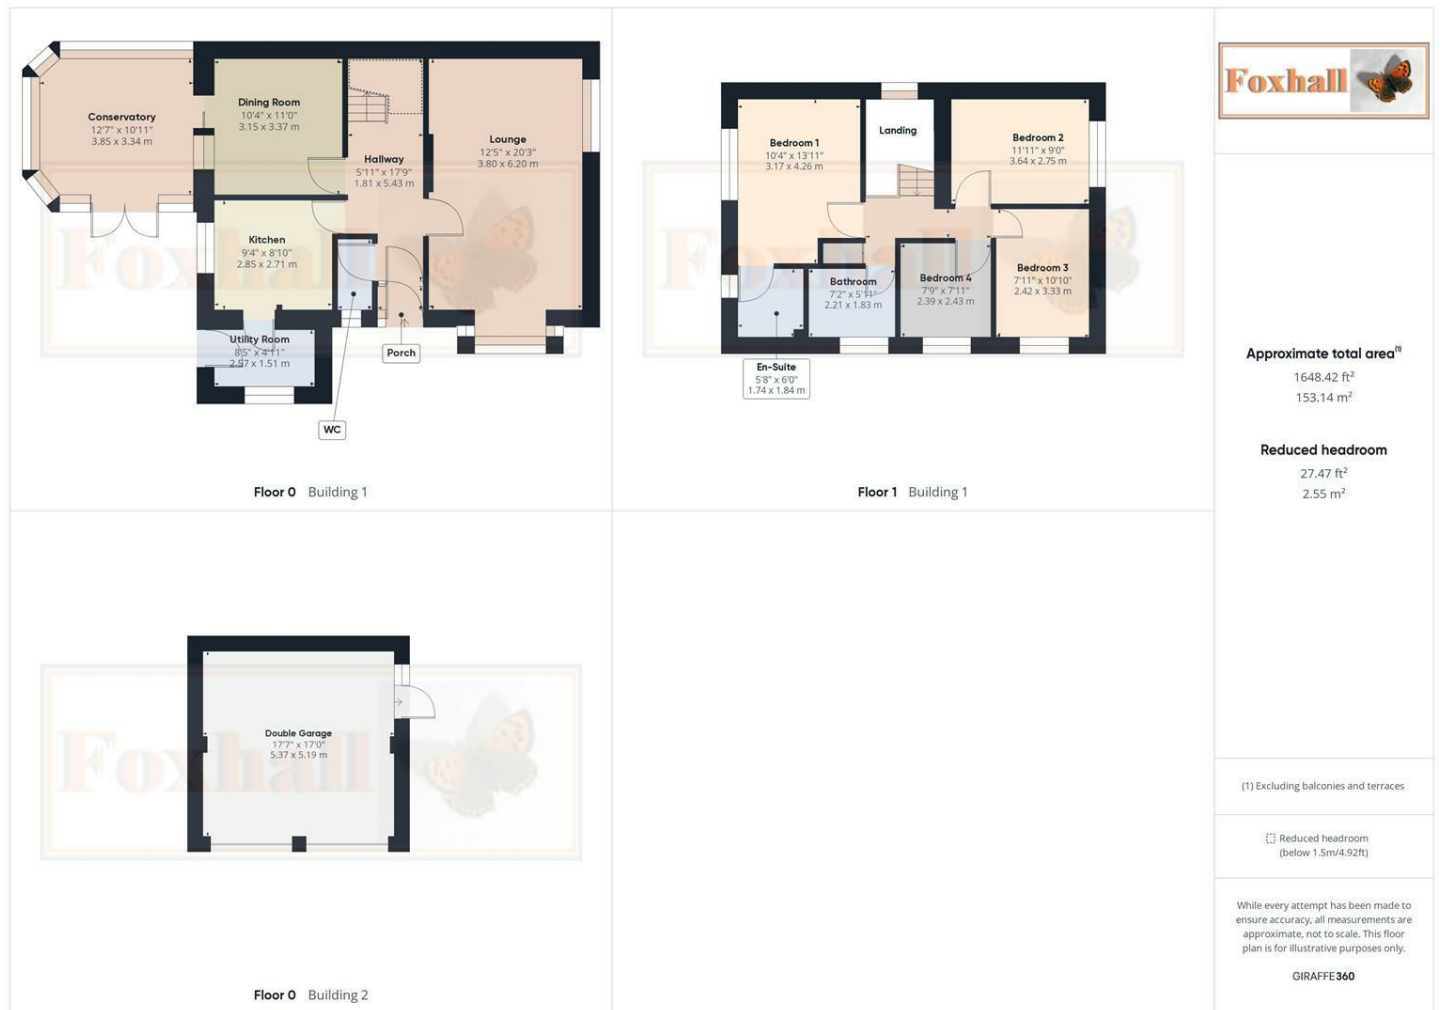 Conservatory
12'7" x 10'11"
3.85 x 3.34 m
Dining Room
10'4" x 11'0"
3.15 x 3.37 m
Hallway
5'11" x 17'9"
1.81 x 5.43 m
Lounge
12'5" x 20'3"
3.80 x 6.20 m
Kitchen
9'4" x 8'10"
2.85 x 2.71 m
Utility Room
8'5" x 4'11"
2.57 x 1.51 m
Porch
WC
Foxhall
Floor 0 Building 1
Bedroom 1
10'4" x 13'11"
3.17 x 4.26 m
Landing
Bedroom 2
11'11" x 9'0"
3.64 x 2.75 m
Bathroom
7'2" x 5'11"
2.21 x 1.83 m
Bedroom 4
7'9" x 7'11"
2.39 x 2.43 m
Bedroom 3
7'11" x 10'10"
2.42 x 3.33 m
En-Suite
5'8" x 6'0"
1.74 x 1.84 m
Foxhall
Floor 1 Building 1
Double Garage
17'7" x 17'0"
5.37 x 5.19 m
Foxhall
Floor 0 Building 2
Foxhall
Approximate total area(1)
1648.42 ft²
153.14 m²
Reduced headroom
27.47 ft²
2.55 m²
(1) Excluding balconies and terraces
Reduced headroom
(below 1.5m/4.92ft)
While every attempt has been made to
ensure accuracy, all measurements are
approximate, not to scale. This floor
plan is for illustrative purposes only.
GIRAFFE360